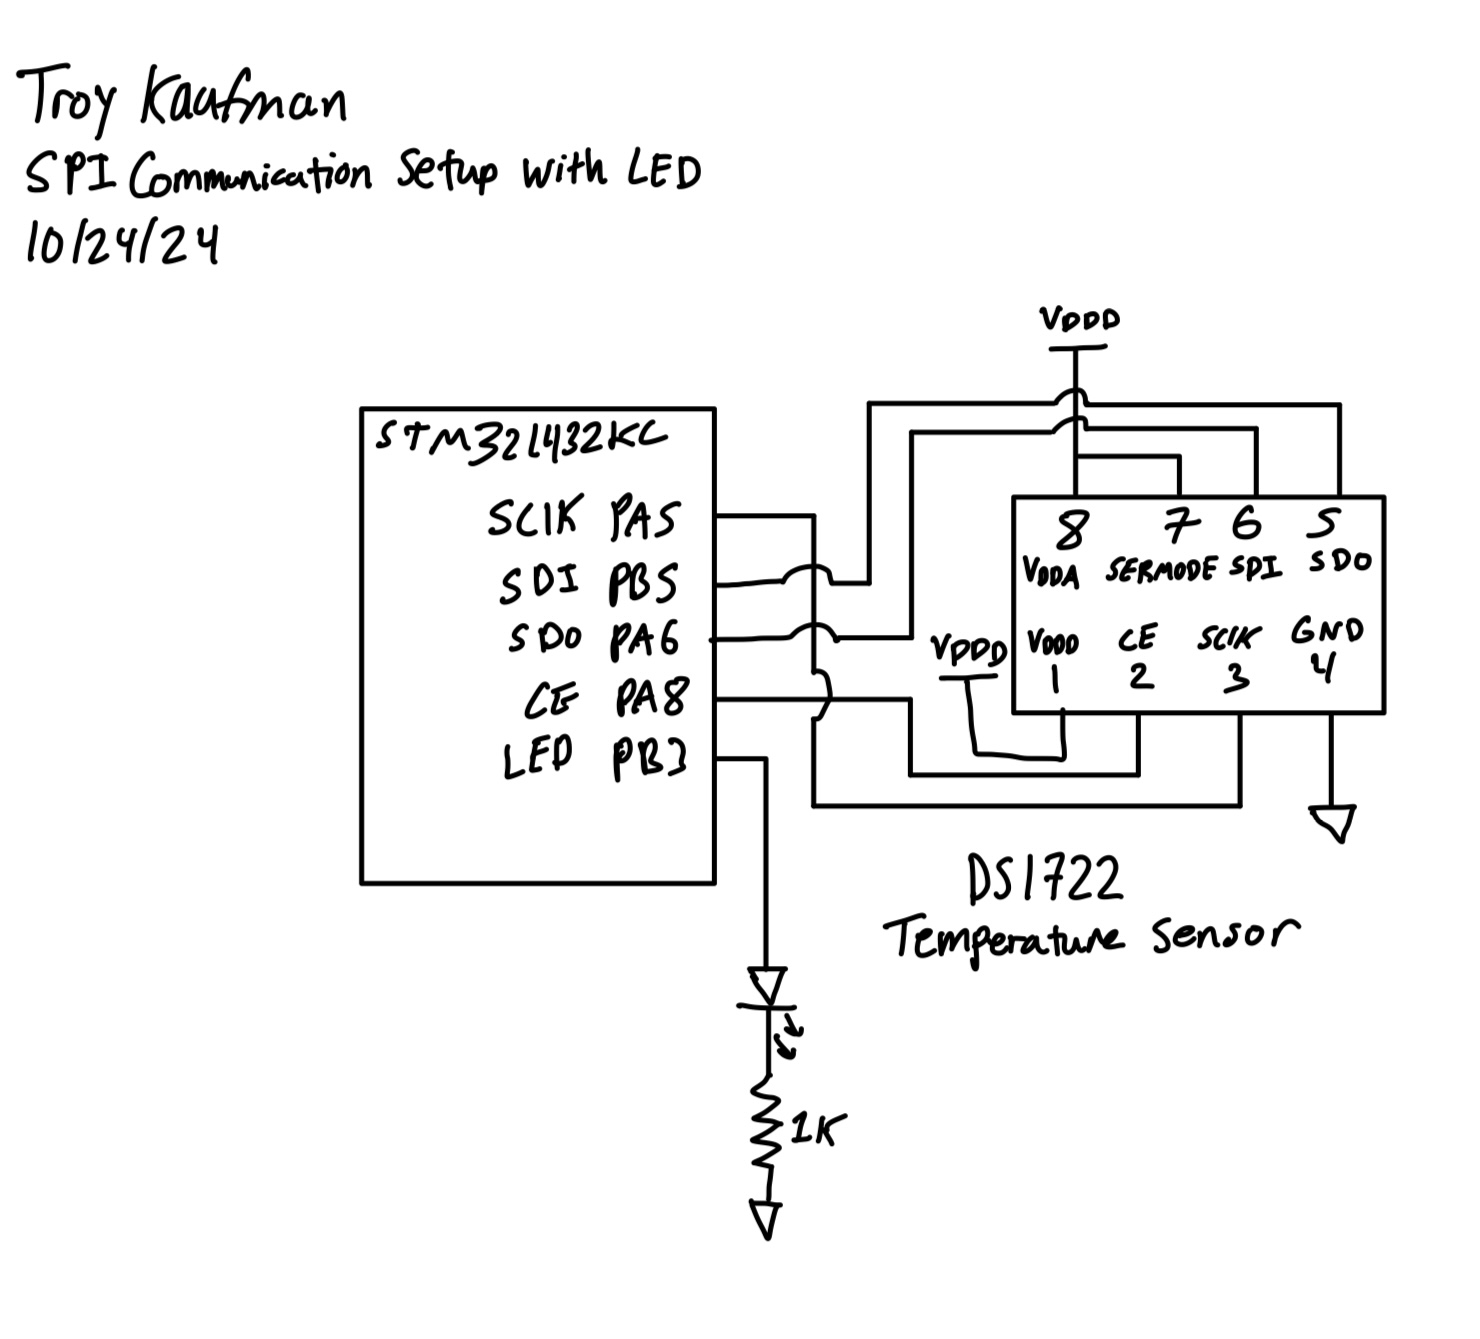 Troy Kaufman
SPI Communication Setup with LED
10/24/24
VDDD
STM32L432KC
SCLK PA5
SDI PB5
SDO PA6
CE PA8
LED PB3
8 7 6 5
VDDA SERMODE SPI SDO
VDDD
VDDD CE SCLK GND
1 2 3 4
DS1722
Temperature Sensor
1K